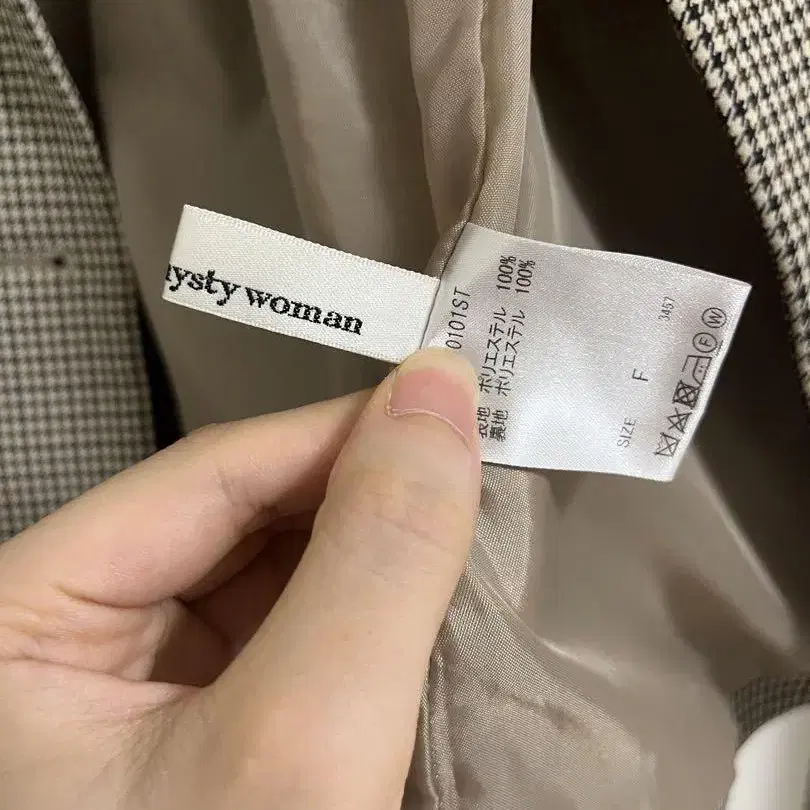 ysty woman
0101ST
表地 ポリエステル 100%
裏地 ポリエステル 100%
SIZE F
3457
F W